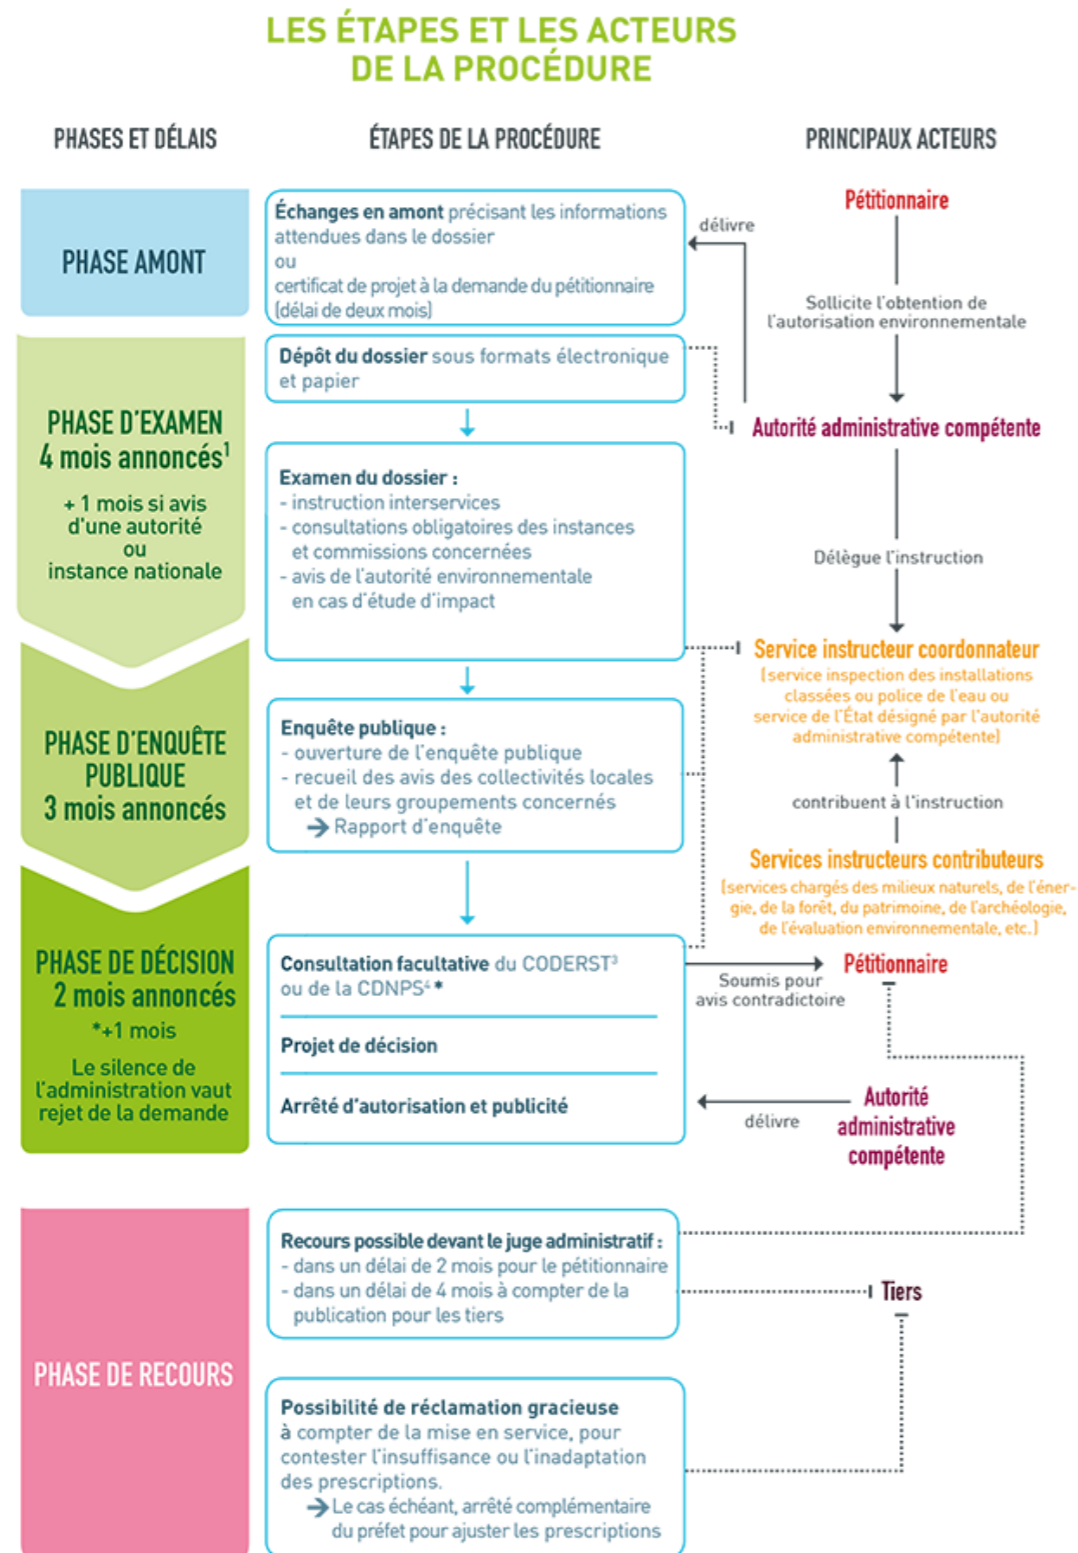 LES ÉTAPES ET LES ACTEURS
DE LA PROCÉDURE
PHASES ET DÉLAIS
ÉTAPES DE LA PROCÉDURE
PRINCIPAUX ACTEURS
PHASE AMONT
Échanges en amont précisant les informations
attendues dans le dossier
ou
certificat de projet à la demande du pétitionnaire
(délai de deux mois)
délivre
Pétitionnaire
Sollicite l'obtention de
l'autorisation environnementale
PHASE D'EXAMEN
4 mois annoncés¹
+ 1 mois si avis
d'une autorité
ou
instance nationale
Dépôt du dossier sous formats électronique
et papier
Autorité administrative compétente
Examen du dossier :
- instruction interservices
- consultations obligatoires des instances
et commissions concernées
- avis de l'autorité environnementale
en cas d'étude d'impact
Délègue l'instruction
Service instructeur coordonnateur
(service inspection des installations
classées ou police de l'eau ou
service de l'État désigné par l'autorité
administrative compétente)
PHASE D'ENQUÊTE
PUBLIQUE
3 mois annoncés
Enquête publique :
- ouverture de l'enquête publique
- recueil des avis des collectivités locales
et de leurs groupements concernés
→ Rapport d'enquête
contribuent à l'instruction
Services instructeurs contributeurs
(services chargés des milieux naturels, de l'éner-
gie, de la forêt, du patrimoine, de l'archéologie,
de l'évaluation environnementale, etc.)
PHASE DE DÉCISION
2 mois annoncés
*+1 mois
Le silence de
l'administration vaut
rejet de la demande
Consultation facultative du CODERST³
ou de la CDNPS⁴ *
Projet de décision
Arrêté d'autorisation et publicité
Soumis pour
avis contradictoire
Pétitionnaire
délivre
Autorité
administrative
compétente
PHASE DE RECOURS
Recours possible devant le juge administratif :
- dans un délai de 2 mois pour le pétitionnaire
- dans un délai de 4 mois à compter de la
publication pour les tiers
Tiers
Possibilité de réclamation gracieuse
à compter de la mise en service, pour
contester l'insuffisance ou l'inadaptation
des prescriptions.
→ Le cas échéant, arrêté complémentaire
du préfet pour ajuster les prescriptions